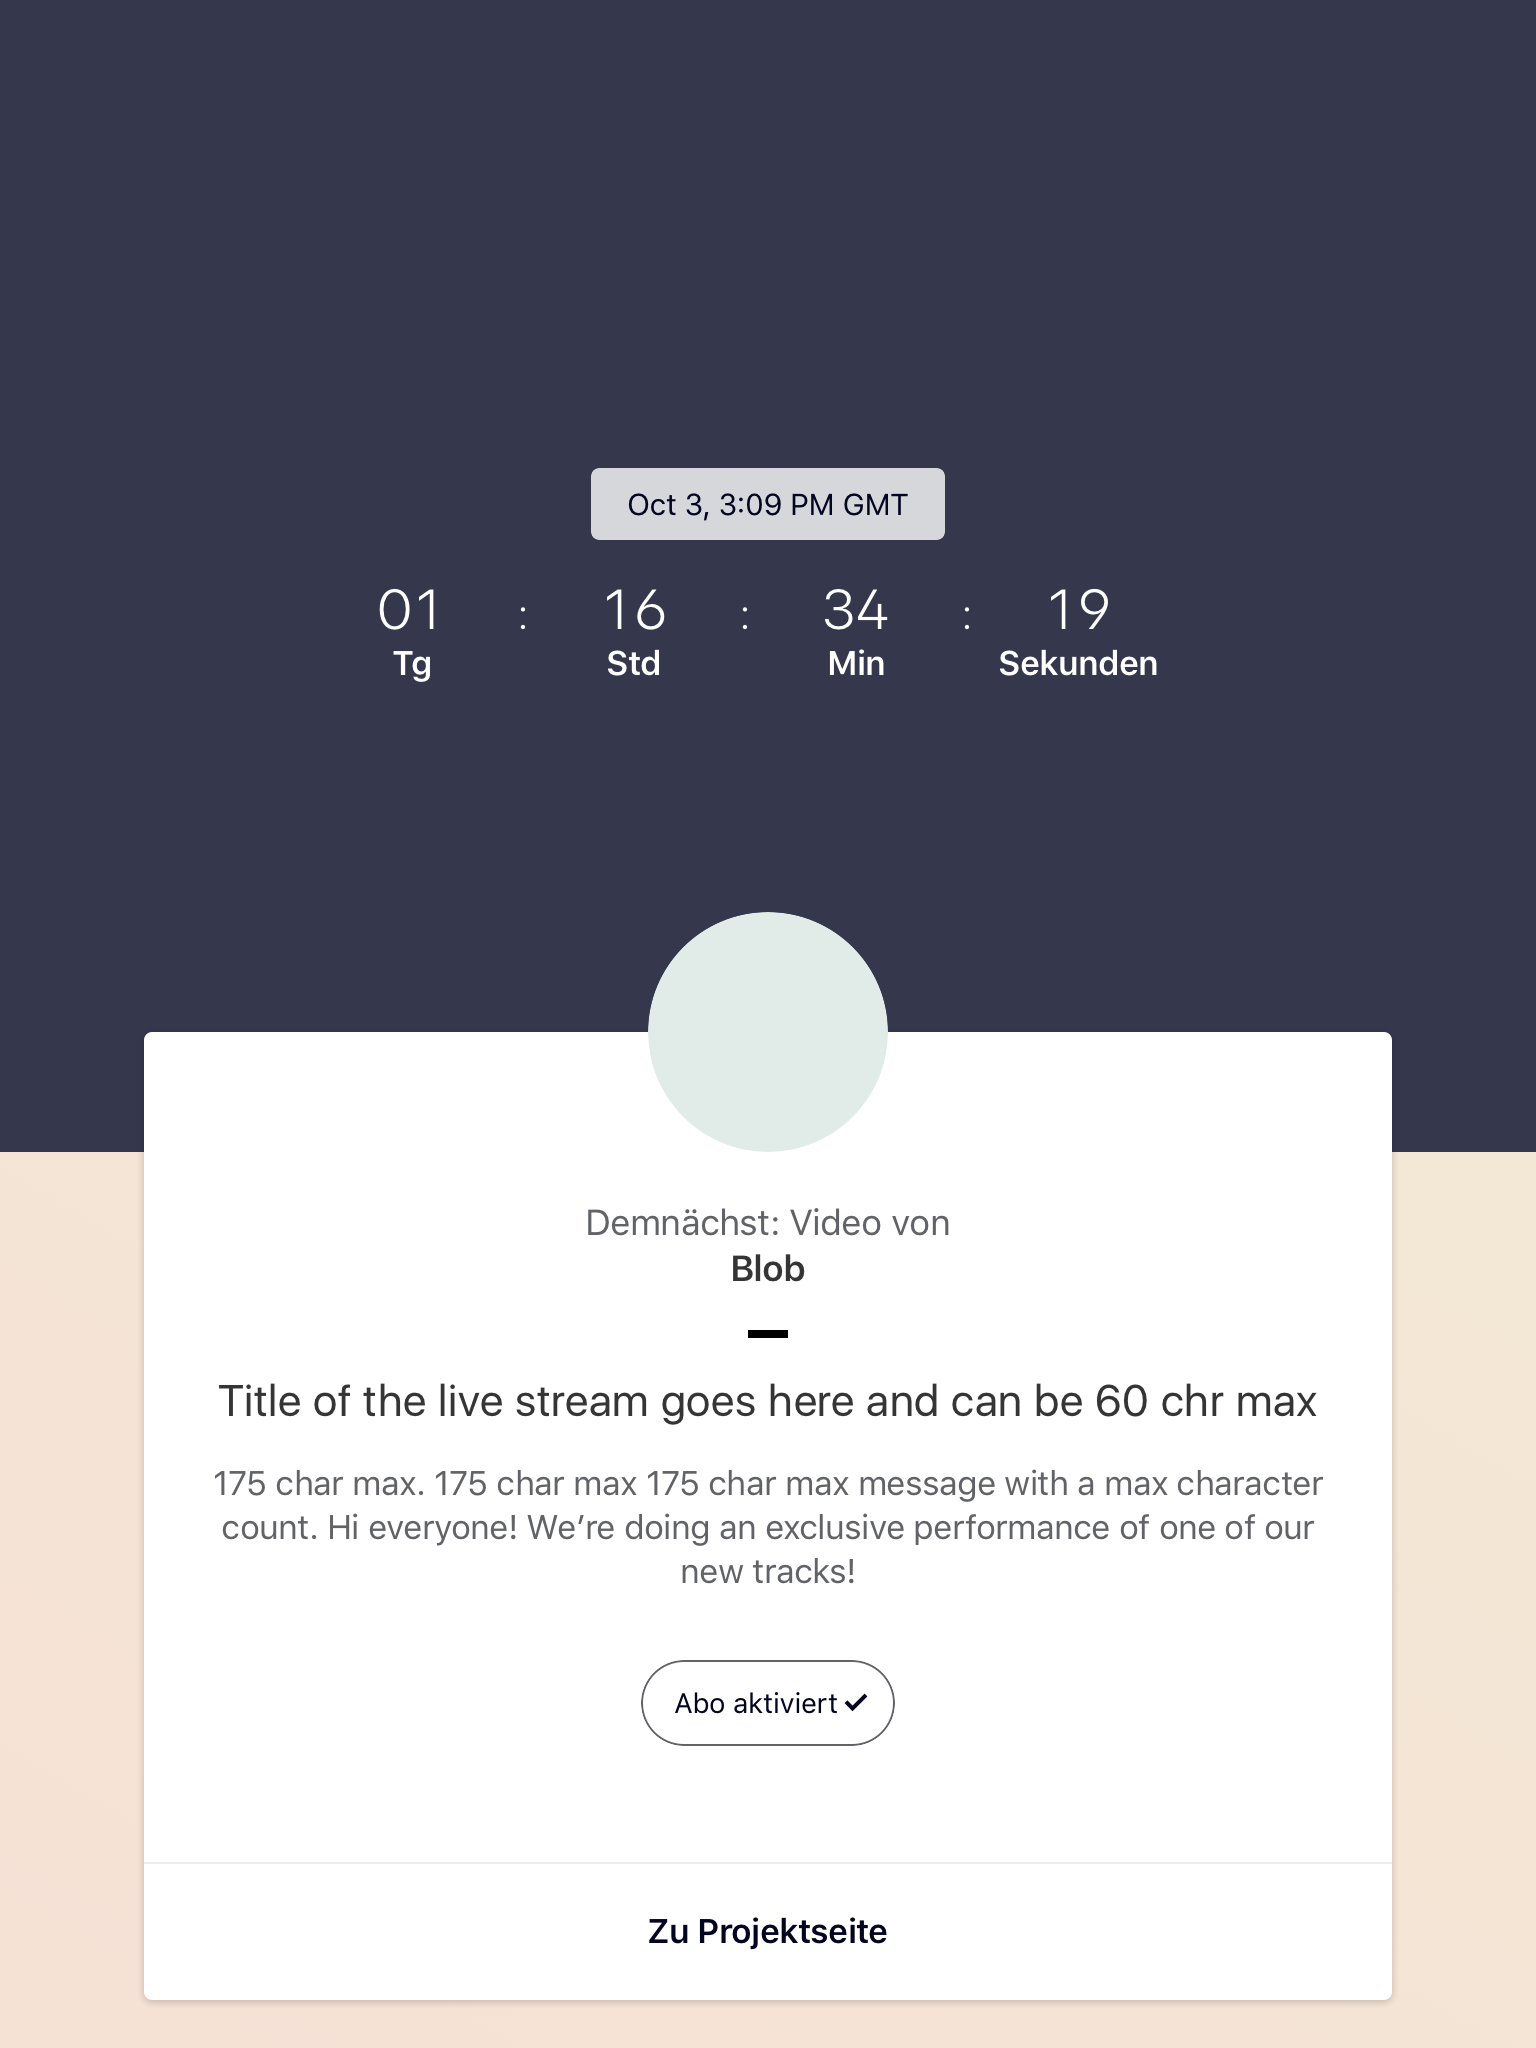 Oct 3, 3:09 PM GMT
01 : 16 : 34 : 19
Tg Std Min Sekunden
Demnächst: Video von
Blob
Title of the live stream goes here and can be 60 chr max
175 char max. 175 char max 175 char max message with a max character
count. Hi everyone! We’re doing an exclusive performance of one of our
new tracks!
Abo aktiviert ✓
Zu Projektseite